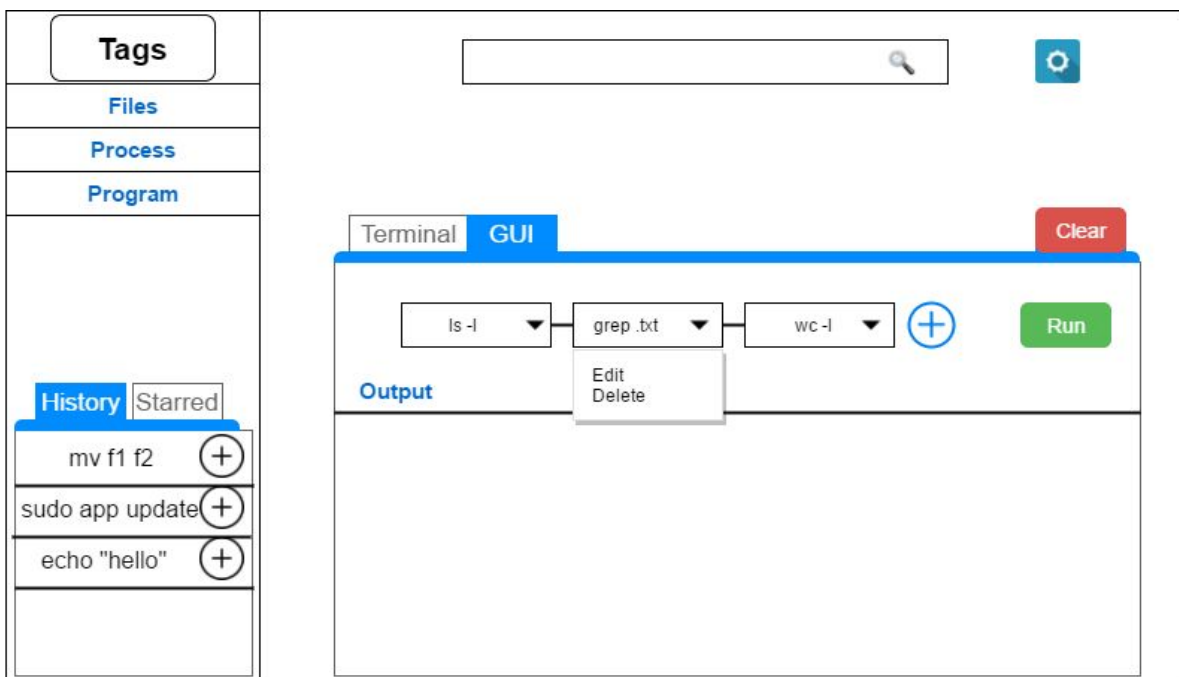 Tags
Files
Process
Program
Terminal GUI Clear
ls -l grep .txt wc -l Run
Edit
Delete
Output
History Starred
mv f1 f2
sudo app update
echo "hello"